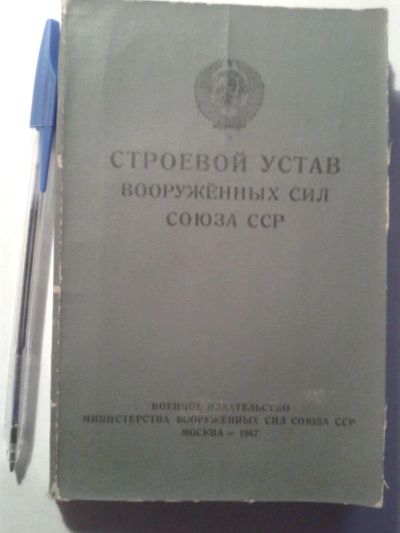 СТРОЕВОЙ УСТАВ
ВООРУЖЁННЫХ СИЛ
СОЮЗА ССР
ВОЕННОЕ ИЗДАТЕЛЬСТВО
МИНИСТЕРСТВА ВООРУЖЁННЫХ СИЛ СОЮЗА ССР
МОСКВА — 1947